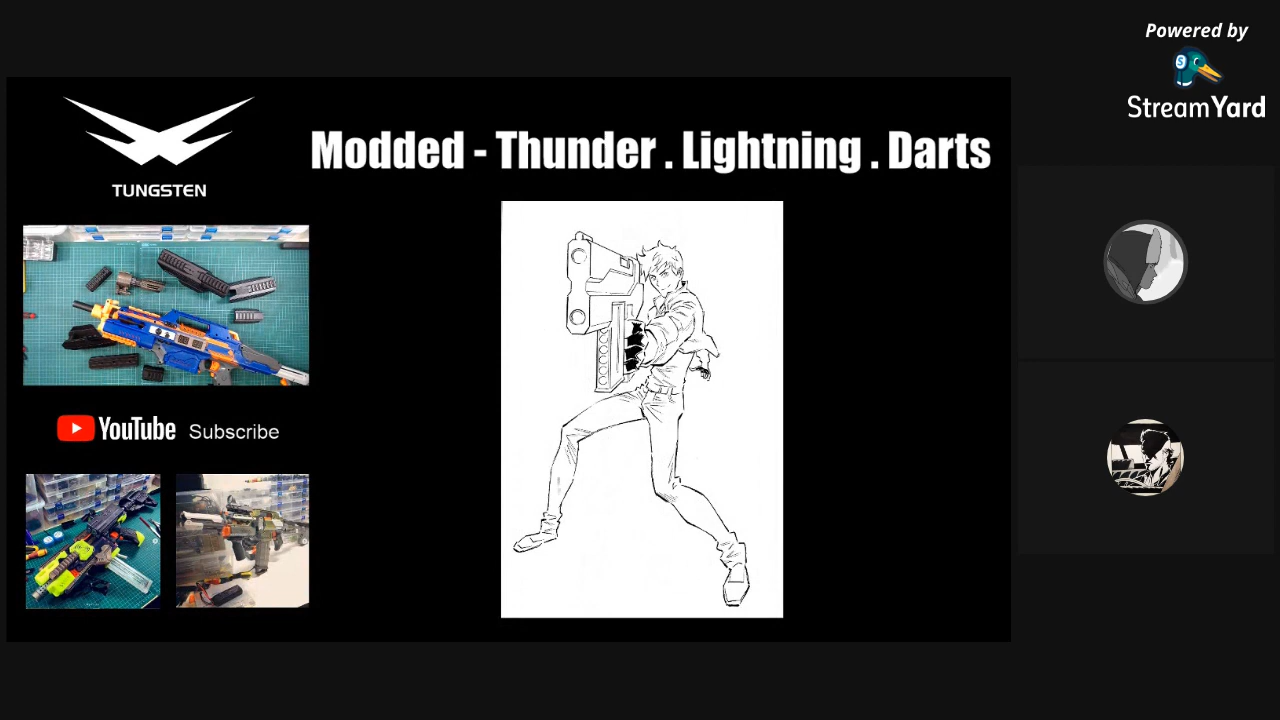 Powered by
StreamYard
TUNGSTEN
Modded - Thunder . Lightning . Darts
YouTube Subscribe